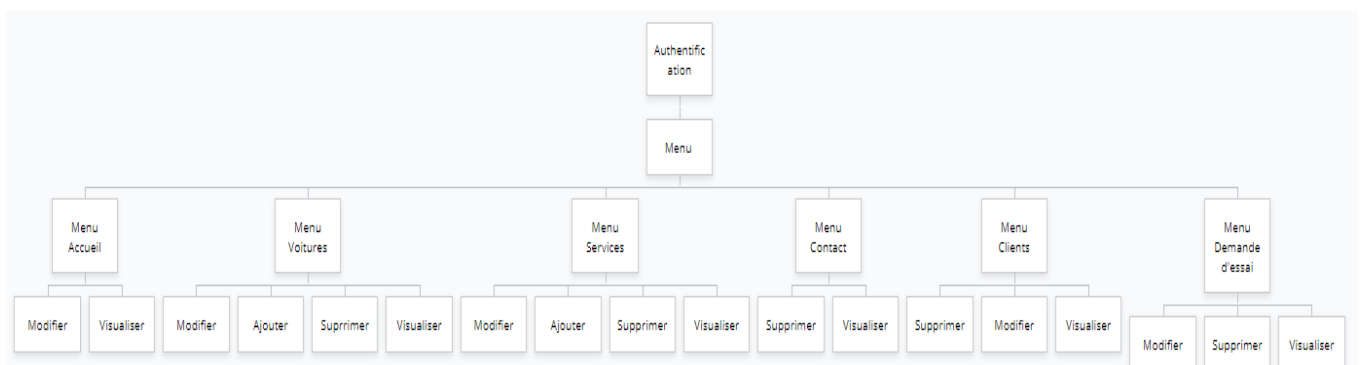 Authentific
ation
Menu
Menu
Accueil
Menu
Voitures
Menu
Services
Menu
Contact
Menu
Clients
Menu
Demande
d'essai
Modifier
Visualiser
Modifier
Ajouter
Suprrimer
Visualiser
Modifier
Ajouter
Supprimer
Visualiser
Supprimer
Visualiser
Supprimer
Modifier
Visualiser
Modifier
Supprimer
Visualiser